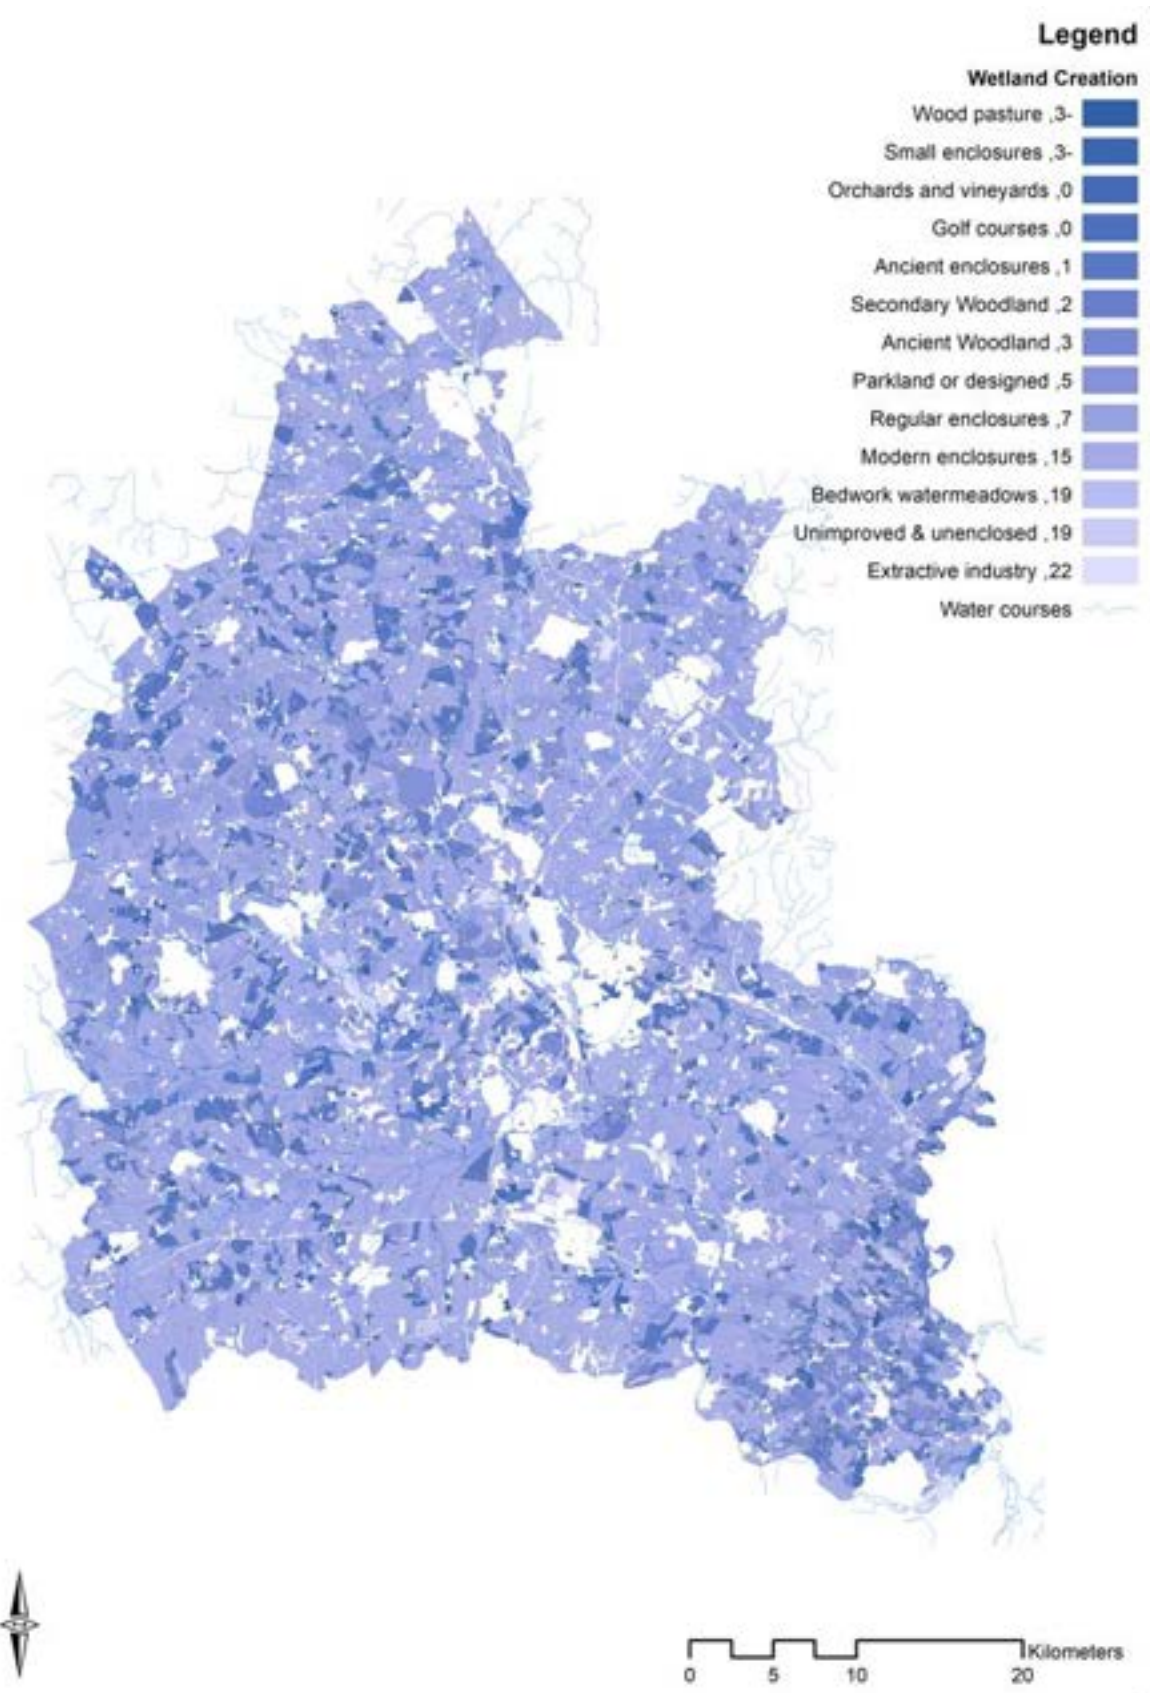 Legend
Wetland Creation
Wood pasture ,3-
Small enclosures ,3-
Orchards and vineyards ,0
Golf courses ,0
Ancient enclosures ,1
Secondary Woodland ,2
Ancient Woodland ,3
Parkland or designed ,5
Regular enclosures ,7
Modern enclosures ,15
Bedwork watermeadows ,19
Unimproved & unenclosed ,19
Extractive industry ,22
Water courses
Kilometers
0 5 10 20